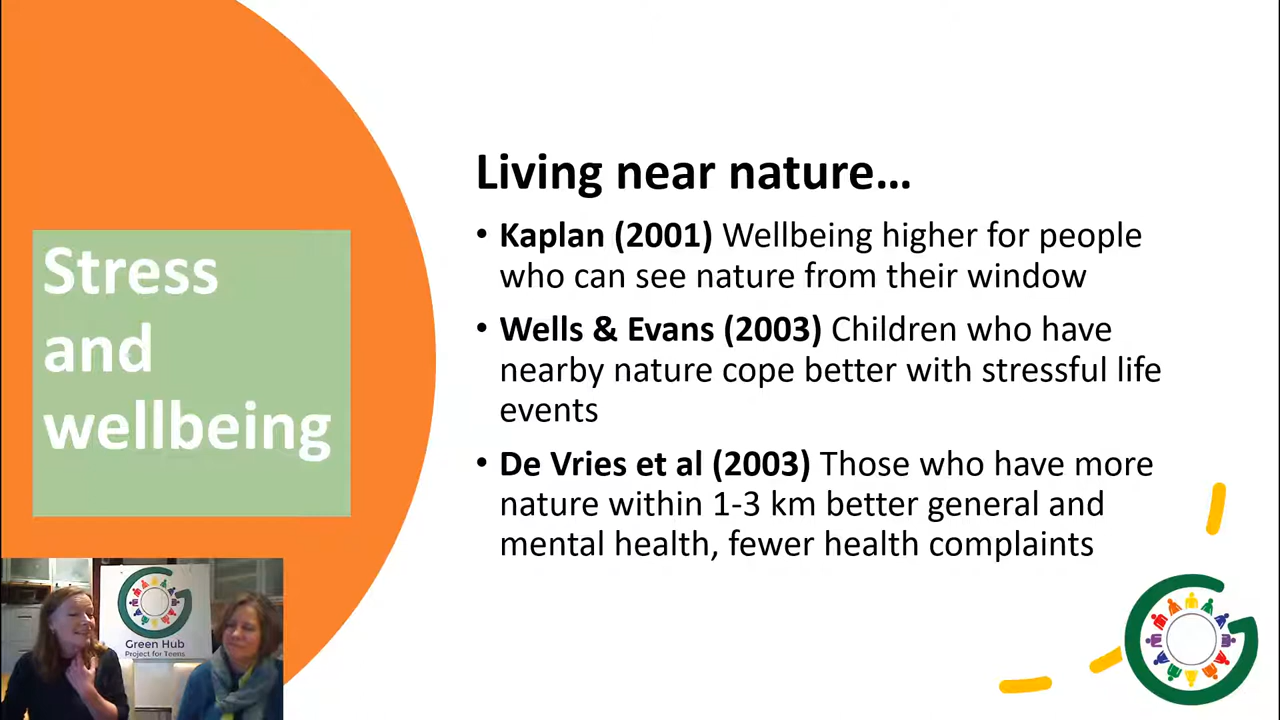 Stress
and
wellbeing
Living near nature...
• Kaplan (2001) Wellbeing higher for people
who can see nature from their window
• Wells & Evans (2003) Children who have
nearby nature cope better with stressful life
events
• De Vries et al (2003) Those who have more
nature within 1-3 km better general and
mental health, fewer health complaints
Green Hub
Project for Teens